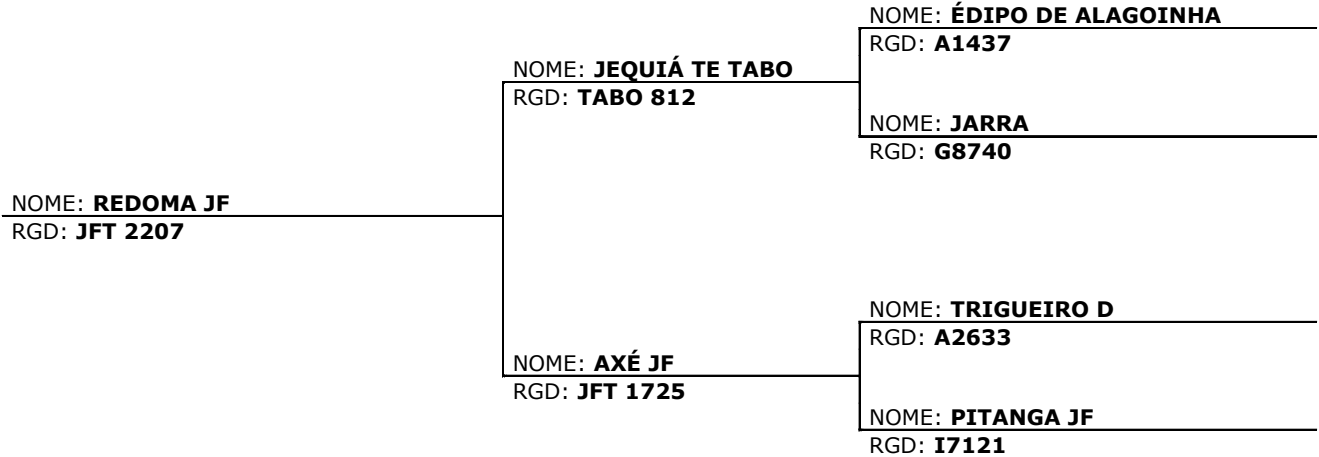 NOME: ÉDIPO DE ALAGOINHA
RGD: A1437
NOME: JEQUIÁ TE TABO
RGD: TABO 812
NOME: JARRA
RGD: G8740
NOME: REDOMA JF
RGD: JFT 2207
NOME: TRIGUEIRO D
RGD: A2633
NOME: AXÉ JF
RGD: JFT 1725
NOME: PITANGA JF
RGD: I7121